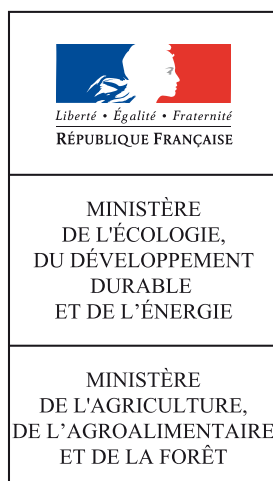 Liberté • Égalité • Fraternité
RÉPUBLIQUE FRANÇAISE
MINISTÈRE
DE L'ÉCOLOGIE,
DU DÉVELOPPEMENT
DURABLE
ET DE L’ÉNERGIE
MINISTÈRE
DE L'AGRICULTURE,
DE L’AGROALIMENTAIRE
ET DE LA FORÊT